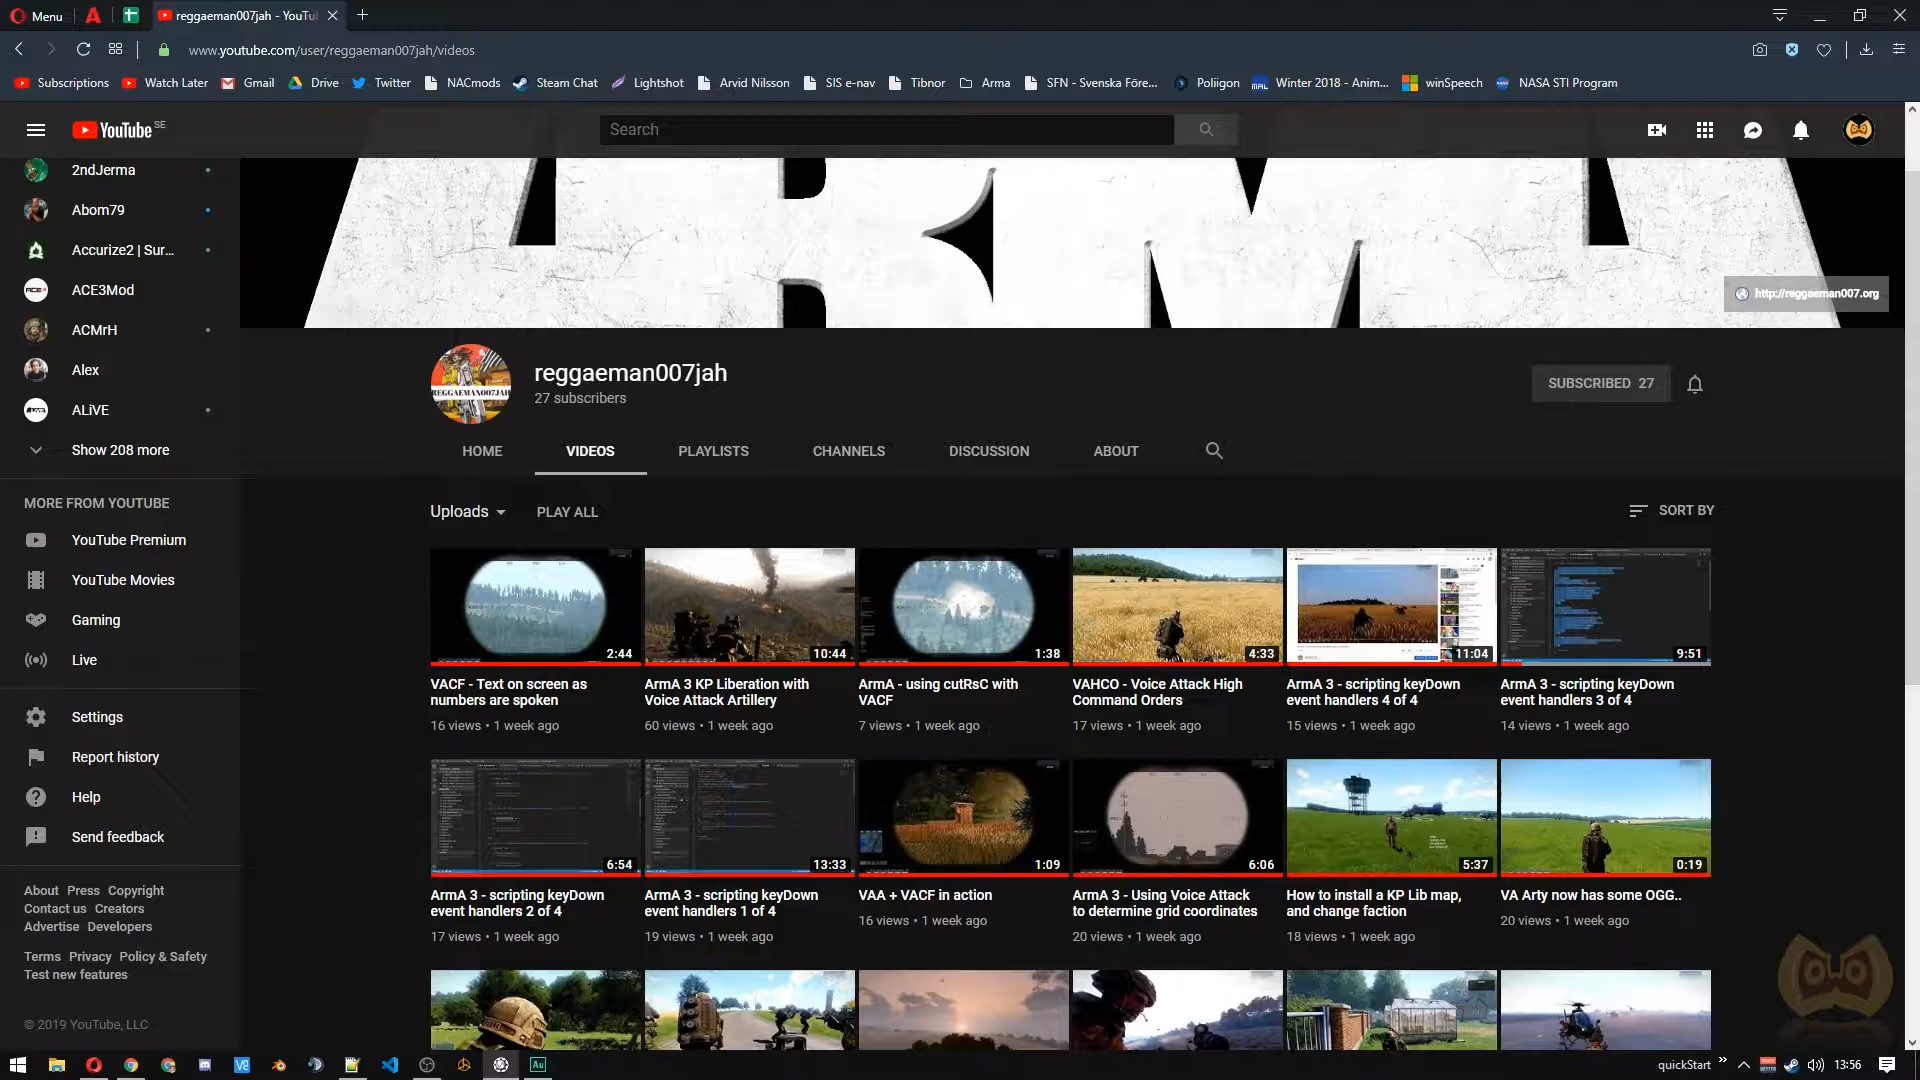 Menu
reggaeman007jah - YouTu
www.youtube.com/user/reggaeman007jah/videos
Subscriptions
Watch Later
Gmail
Drive
Twitter
NACmods
Steam Chat
Lightshot
Arvid Nilsson
SIS e-nav
Tibnor
Arma
SFN - Svenska Före...
Poliigon
Winter 2018 - Anim...
winSpeech
NASA STI Program
YouTube SE
Search
2ndJerma
Abom79
Accurize2 | Sur...
ACE3Mod
ACMrH
Alex
ALiVE
Show 208 more
MORE FROM YOUTUBE
YouTube Premium
YouTube Movies
Gaming
Live
Settings
Report history
Help
Send feedback
About Press Copyright
Contact us Creators
Advertise Developers
Terms Privacy Policy & Safety
Test new features
© 2019 YouTube, LLC
ARMA
http://reggaeman007.org
REGGAEMAN007JAH
reggaeman007jah
27 subscribers
SUBSCRIBED 27
HOME
VIDEOS
PLAYLISTS
CHANNELS
DISCUSSION
ABOUT
Uploads
PLAY ALL
SORT BY
2:44
10:44
1:38
4:33
11:04
9:51
VACF - Text on screen as
numbers are spoken
16 views • 1 week ago
ArmA 3 KP Liberation with
Voice Attack Artillery
60 views • 1 week ago
ArmA - using cutRsC with
VACF
7 views • 1 week ago
VAHCO - Voice Attack High
Command Orders
17 views • 1 week ago
ArmA 3 - scripting keyDown
event handlers 4 of 4
15 views • 1 week ago
ArmA 3 - scripting keyDown
event handlers 3 of 4
14 views • 1 week ago
6:54
13:33
1:09
6:06
5:37
0:19
ArmA 3 - scripting keyDown
event handlers 2 of 4
17 views • 1 week ago
ArmA 3 - scripting keyDown
event handlers 1 of 4
19 views • 1 week ago
VAA + VACF in action
16 views • 1 week ago
ArmA 3 - Using Voice Attack
to determine grid coordinates
20 views • 1 week ago
How to install a KP Lib map,
and change faction
18 views • 1 week ago
VA Arty now has some OGG..
20 views • 1 week ago
Au
quickStart
13:56